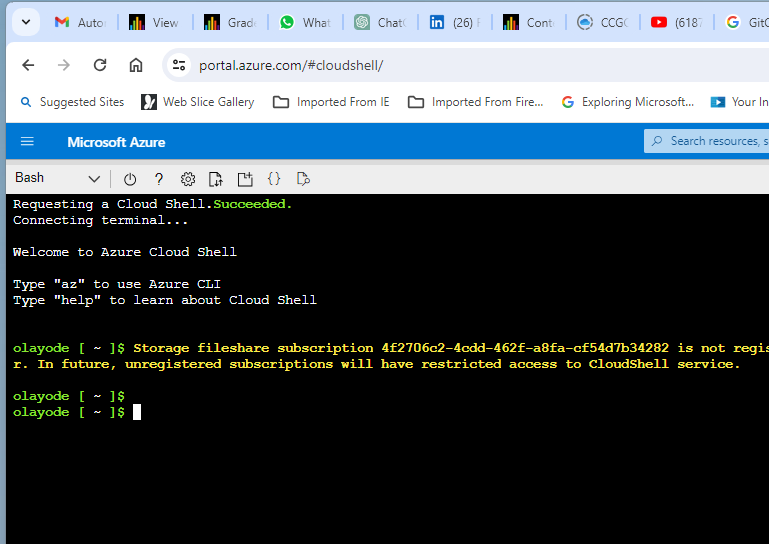 Auto
View
Grade
What
Chat
(26) F
Cont
CCGC
(6187
GitC
portal.azure.com/#cloudshell/
Suggested Sites
Web Slice Gallery
Imported From IE
Imported From Fire...
Exploring Microsoft...
Your In
Microsoft Azure
Search resources, s
Bash
Requesting a Cloud Shell.Succeeded.
Connecting terminal...
Welcome to Azure Cloud Shell
Type "az" to use Azure CLI
Type "help" to learn about Cloud Shell
olayode [ ~ ]$ Storage fileshare subscription 4f2706c2-4cdd-462f-a8fa-cf54d7b34282 is not regis
r. In future, unregistered subscriptions will have restricted access to CloudShell service.
olayode [ ~ ]$
olayode [ ~ ]$